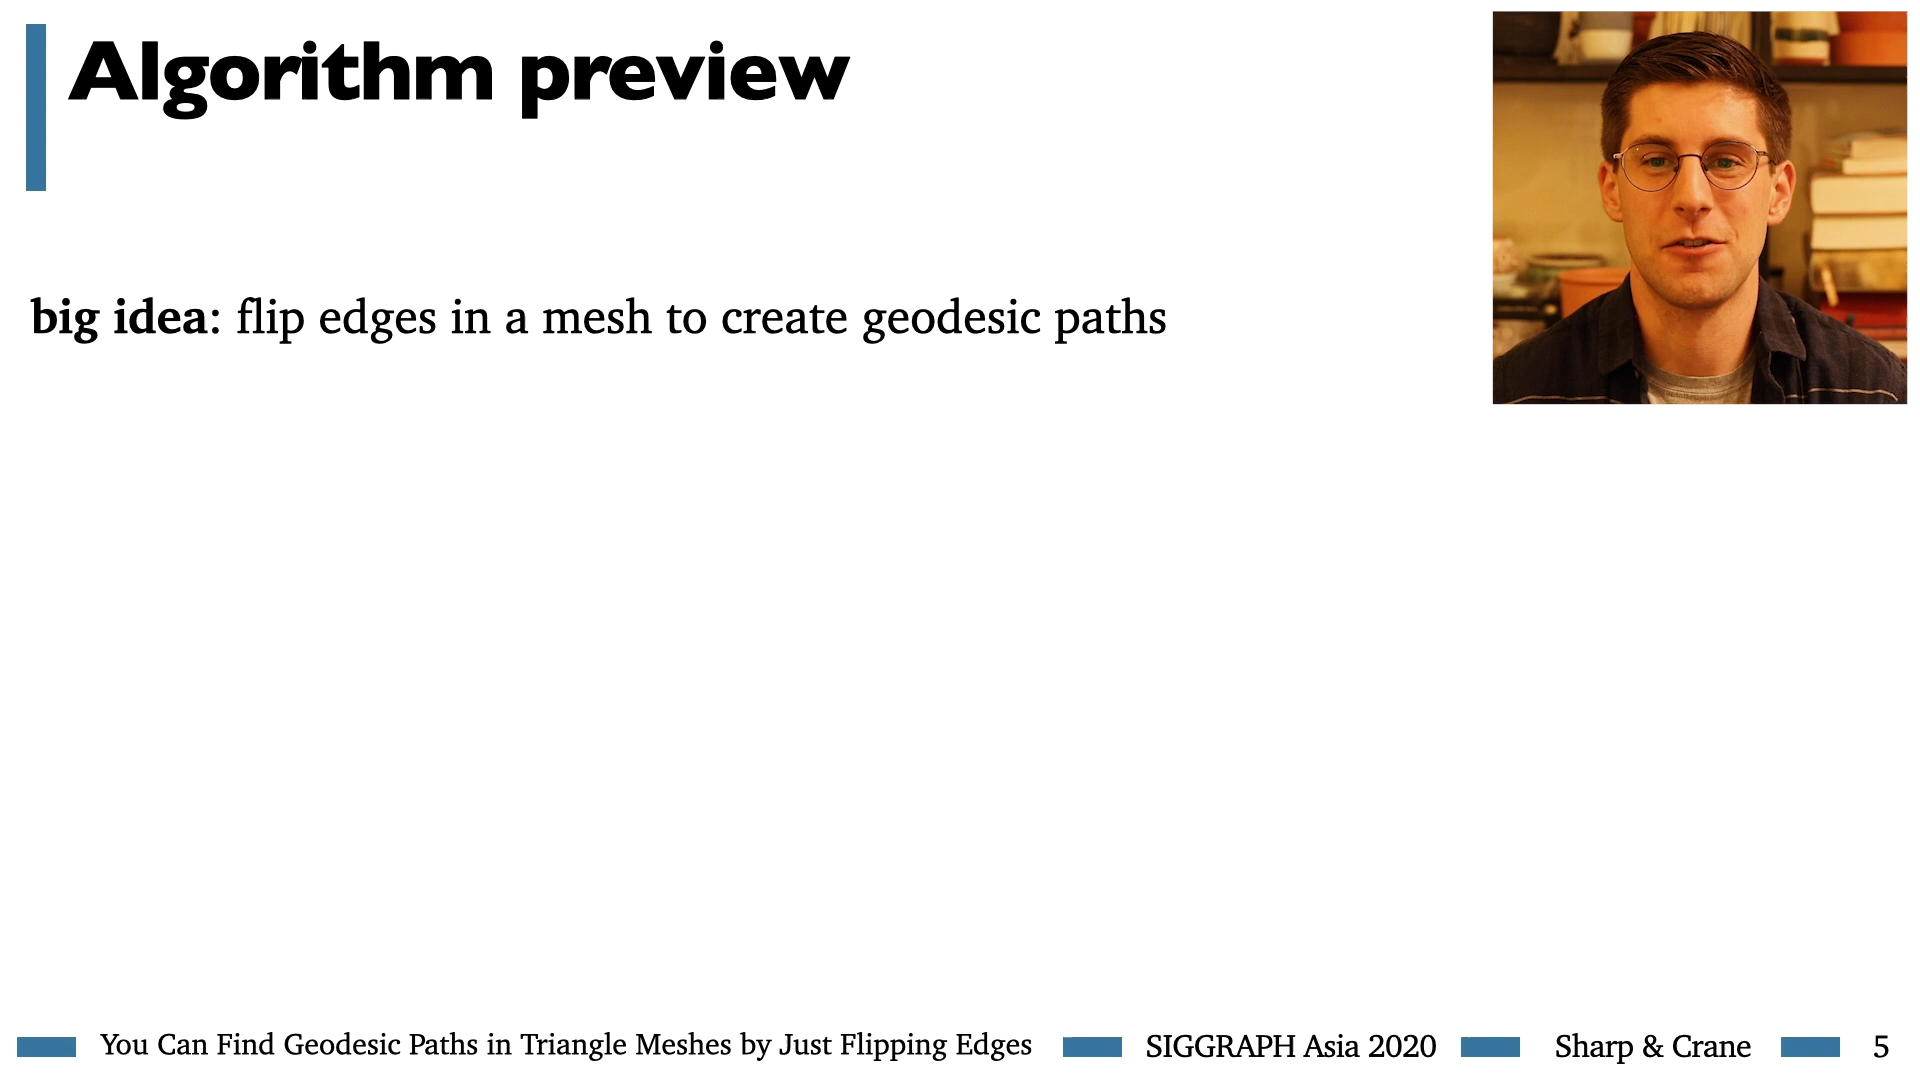 Algorithm preview
big idea: flip edges in a mesh to create geodesic paths
You Can Find Geodesic Paths in Triangle Meshes by Just Flipping Edges SIGGRAPH Asia 2020 Sharp & Crane 5